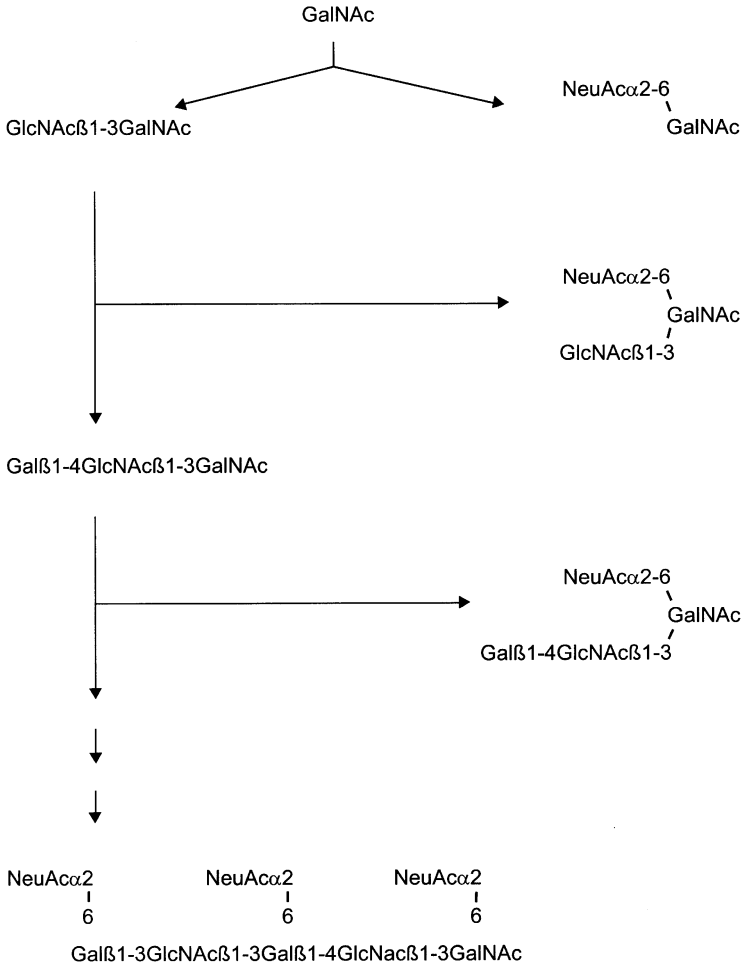 GalNAc
NeuAcα2-6
GlcNAcß1-3GalNAc
GalNAc
NeuAcα2-6
GalNAc
GlcNAcß1-3
Galß1-4GlcNAcß1-3GalNAc
NeuAcα2-6
GalNAc
Galß1-4GlcNAcß1-3
NeuAcα2 NeuAcα2 NeuAcα2
6 6 6
Galß1-3GlcNAcß1-3Galß1-4GlcNacß1-3GalNAc